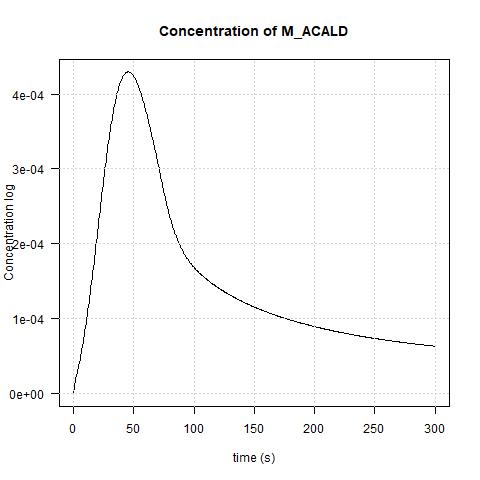 Concentration of M_ACALD
Concentration log
4e-04
3e-04
2e-04
1e-04
0e+00
0 50 100 150 200 250 300
time (s)